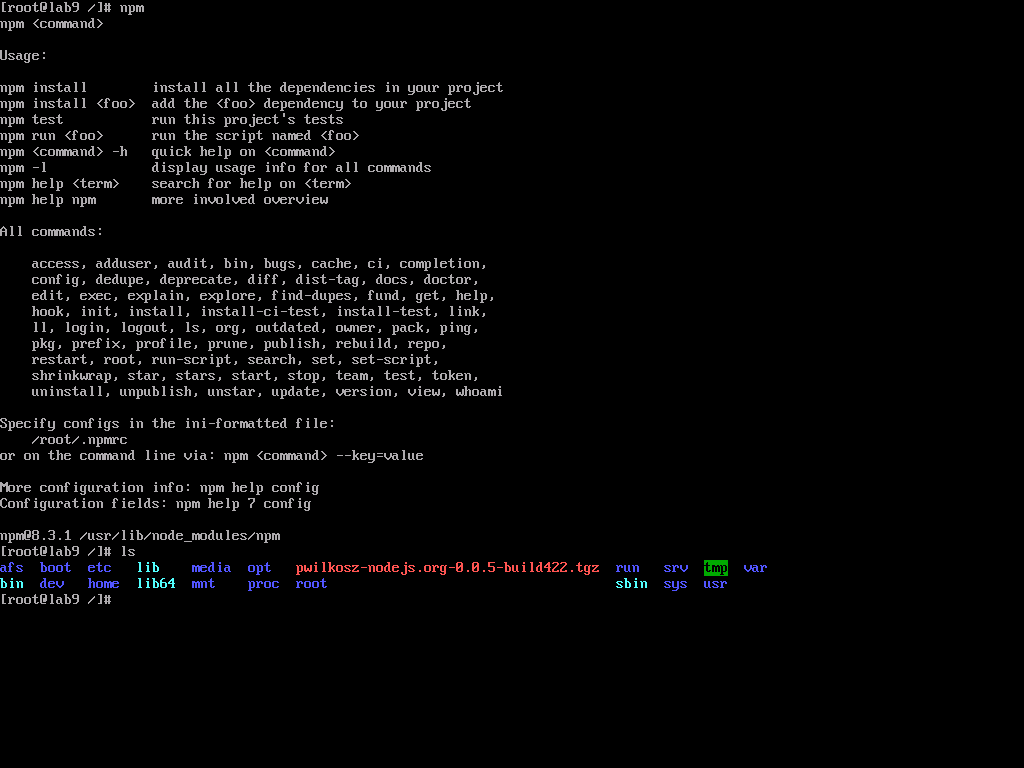 [root@lab9 /]# npm
npm <command>

Usage:

npm install        install all the dependencies in your project
npm install <foo>  add the <foo> dependency to your project
npm test           run this project's tests
npm run <foo>      run the script named <foo>
npm <command> -h   quick help on <command>
npm -l             display usage info for all commands
npm help <term>    search for help on <term>
npm help npm       more involved overview

All commands:

    access, adduser, audit, bin, bugs, cache, ci, completion,
    config, dedupe, deprecate, diff, dist-tag, docs, doctor,
    edit, exec, explain, explore, find-dupes, fund, get, help,
    hook, init, install, install-ci-test, install-test, link,
    ll, login, logout, ls, org, outdated, owner, pack, ping,
    pkg, prefix, profile, prune, publish, rebuild, repo,
    restart, root, run-script, search, set, set-script,
    shrinkwrap, star, stars, start, stop, team, test, token,
    uninstall, unpublish, unstar, update, version, view, whoami

Specify configs in the ini-formatted file:
    /root/.npmrc
or on the command line via: npm <command> --key=value

More configuration info: npm help config
Configuration fields: npm help 7 config

npm@8.3.1 /usr/lib/node_modules/npm
[root@lab9 /]# ls
afs  boot  etc   lib    media  opt   pwilkosz-nodejs.org-0.0.5-build422.tgz  run   srv  tmp  var
bin  dev   home  lib64  mnt    proc  root                                    sbin  sys  usr
[root@lab9 /]#